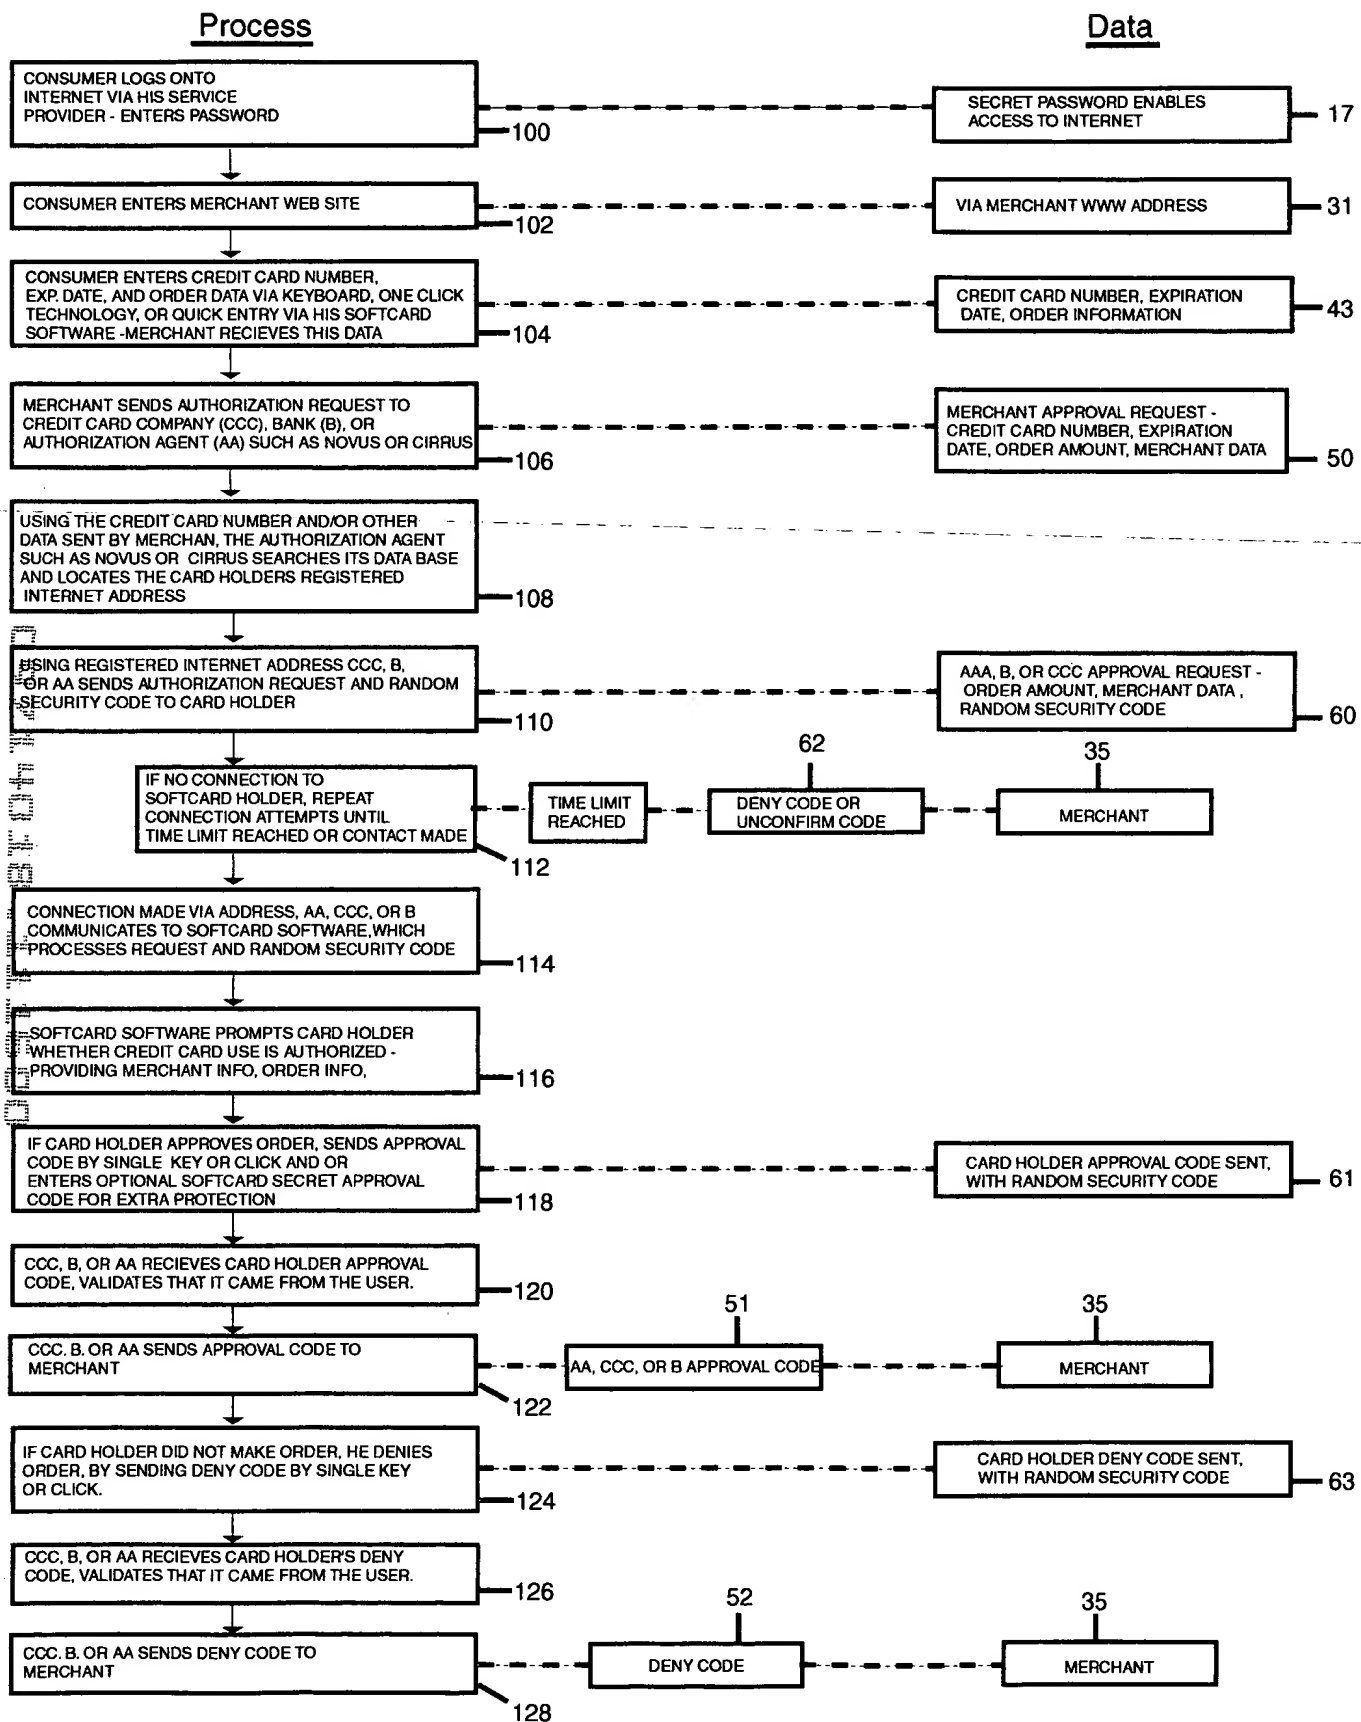 Process
Data
CONSUMER LOGS ONTO
INTERNET VIA HIS SERVICE
PROVIDER - ENTERS PASSWORD
100
SECRET PASSWORD ENABLES
ACCESS TO INTERNET
17
CONSUMER ENTERS MERCHANT WEB SITE
102
VIA MERCHANT WWW ADDRESS
31
CONSUMER ENTERS CREDIT CARD NUMBER,
EXP. DATE, AND ORDER DATA VIA KEYBOARD, ONE CLICK
TECHNOLOGY, OR QUICK ENTRY VIA HIS SOFTCARD
SOFTWARE -MERCHANT RECIEVES THIS DATA
104
CREDIT CARD NUMBER, EXPIRATION
DATE, ORDER INFORMATION
43
MERCHANT SENDS AUTHORIZATION REQUEST TO
CREDIT CARD COMPANY (CCC), BANK (B), OR
AUTHORIZATION AGENT (AA) SUCH AS NOVUS OR CIRRUS
106
MERCHANT APPROVAL REQUEST -
CREDIT CARD NUMBER, EXPIRATION
DATE, ORDER AMOUNT, MERCHANT DATA
50
USING THE CREDIT CARD NUMBER AND/OR OTHER
DATA SENT BY MERCHAN, THE AUTHORIZATION AGENT
SUCH AS NOVUS OR CIRRUS SEARCHES ITS DATA BASE
AND LOCATES THE CARD HOLDERS REGISTERED
INTERNET ADDRESS
108
USING REGISTERED INTERNET ADDRESS CCC, B,
OR AA SENDS AUTHORIZATION REQUEST AND RANDOM
SECURITY CODE TO CARD HOLDER
110
AAA, B, OR CCC APPROVAL REQUEST -
ORDER AMOUNT, MERCHANT DATA ,
RANDOM SECURITY CODE
60
IF NO CONNECTION TO
SOFTCARD HOLDER, REPEAT
CONNECTION ATTEMPTS UNTIL
TIME LIMIT REACHED OR CONTACT MADE
112
TIME LIMIT
REACHED
62
DENY CODE OR
UNCONFIRM CODE
35
MERCHANT
CONNECTION MADE VIA ADDRESS, AA, CCC, OR B
COMMUNICATES TO SOFTCARD SOFTWARE, WHICH
PROCESSES REQUEST AND RANDOM SECURITY CODE
114
SOFTCARD SOFTWARE PROMPTS CARD HOLDER
WHETHER CREDIT CARD USE IS AUTHORIZED -
PROVIDING MERCHANT INFO, ORDER INFO,
116
IF CARD HOLDER APPROVES ORDER, SENDS APPROVAL
CODE BY SINGLE KEY OR CLICK AND OR
ENTERS OPTIONAL SOFTCARD SECRET APPROVAL
CODE FOR EXTRA PROTECTION
118
CARD HOLDER APPROVAL CODE SENT,
WITH RANDOM SECURITY CODE
61
CCC, B, OR AA RECIEVES CARD HOLDER APPROVAL
CODE, VALIDATES THAT IT CAME FROM THE USER.
120
CCC. B. OR AA SENDS APPROVAL CODE TO
MERCHANT
122
51
AA, CCC, OR B APPROVAL CODE
35
MERCHANT
IF CARD HOLDER DID NOT MAKE ORDER, HE DENIES
ORDER, BY SENDING DENY CODE BY SINGLE KEY
OR CLICK.
124
CARD HOLDER DENY CODE SENT,
WITH RANDOM SECURITY CODE
63
CCC, B, OR AA RECIEVES CARD HOLDER'S DENY
CODE, VALIDATES THAT IT CAME FROM THE USER.
126
CCC. B. OR AA SENDS DENY CODE TO
MERCHANT
128
52
DENY CODE
35
MERCHANT